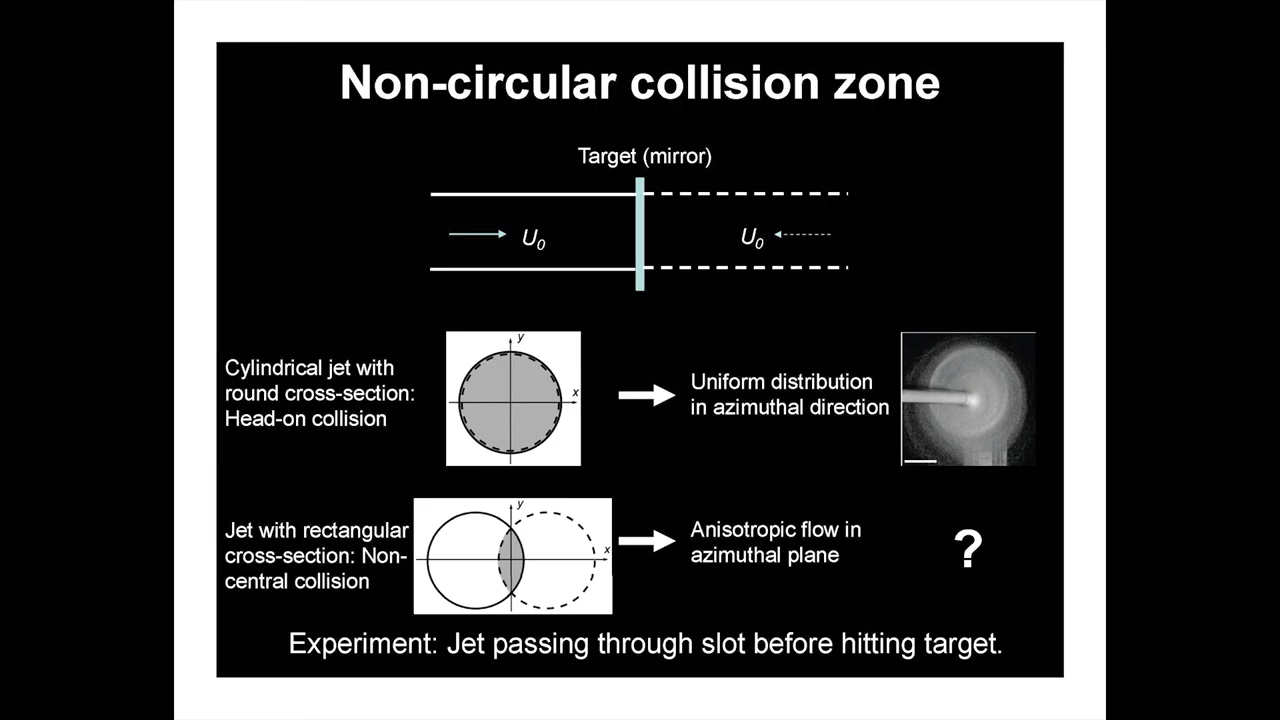 Non-circular collision zone
Target (mirror)
U0
U0
Cylindrical jet with
round cross-section:
Head-on collision
y
x
Uniform distribution
in azimuthal direction
Jet with rectangular
cross-section: Non-
central collision
y
x
Anisotropic flow in
azimuthal plane
?
Experiment: Jet passing through slot before hitting target.